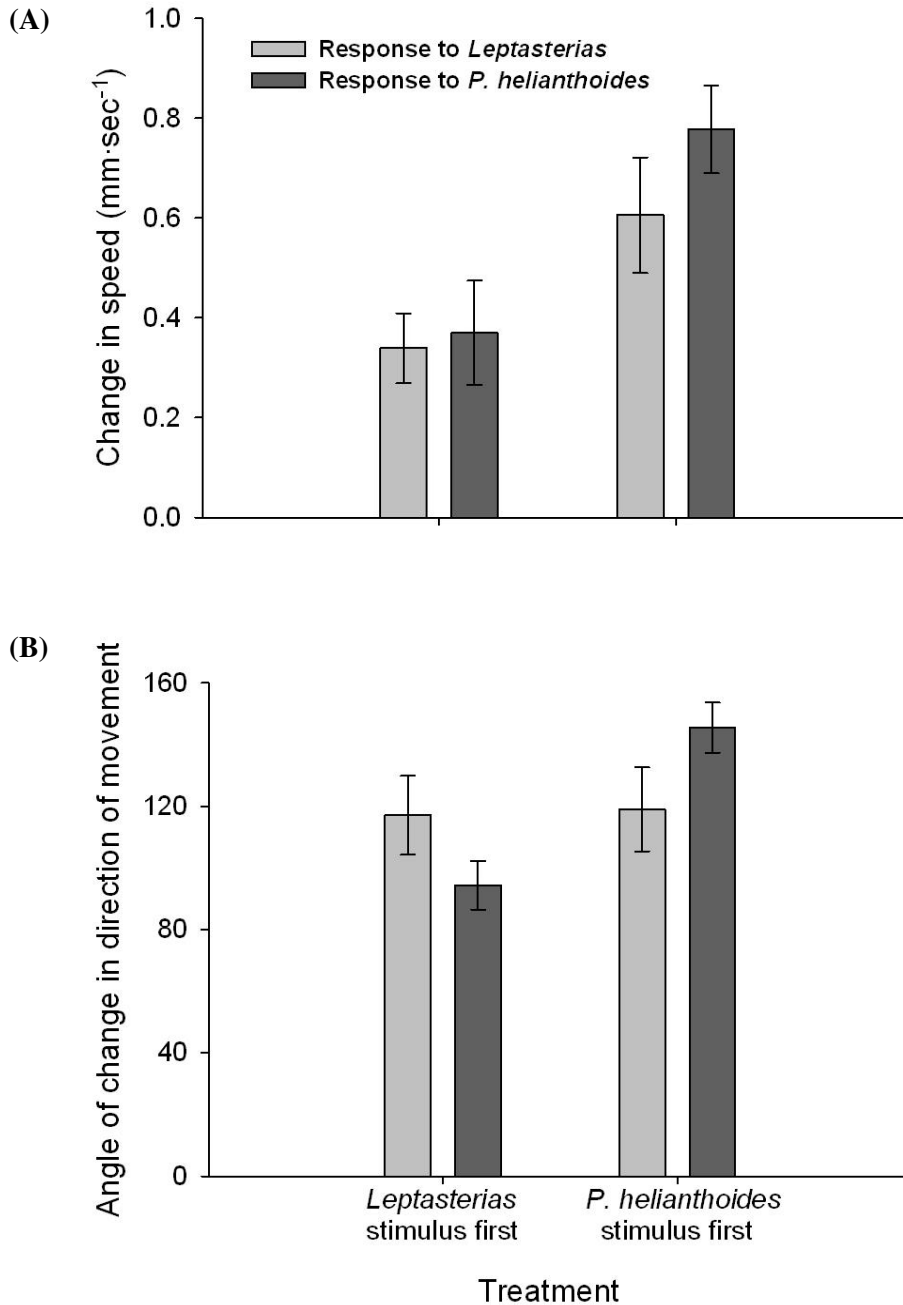 (A)
Change in speed (mm·sec⁻¹)
1.0
0.8
0.6
0.4
0.2
0.0
Response to Leptasterias
Response to P. helianthoides
(B)
Angle of change in direction of movement
160
120
80
40
0
Leptasterias
stimulus first
P. helianthoides
stimulus first
Treatment